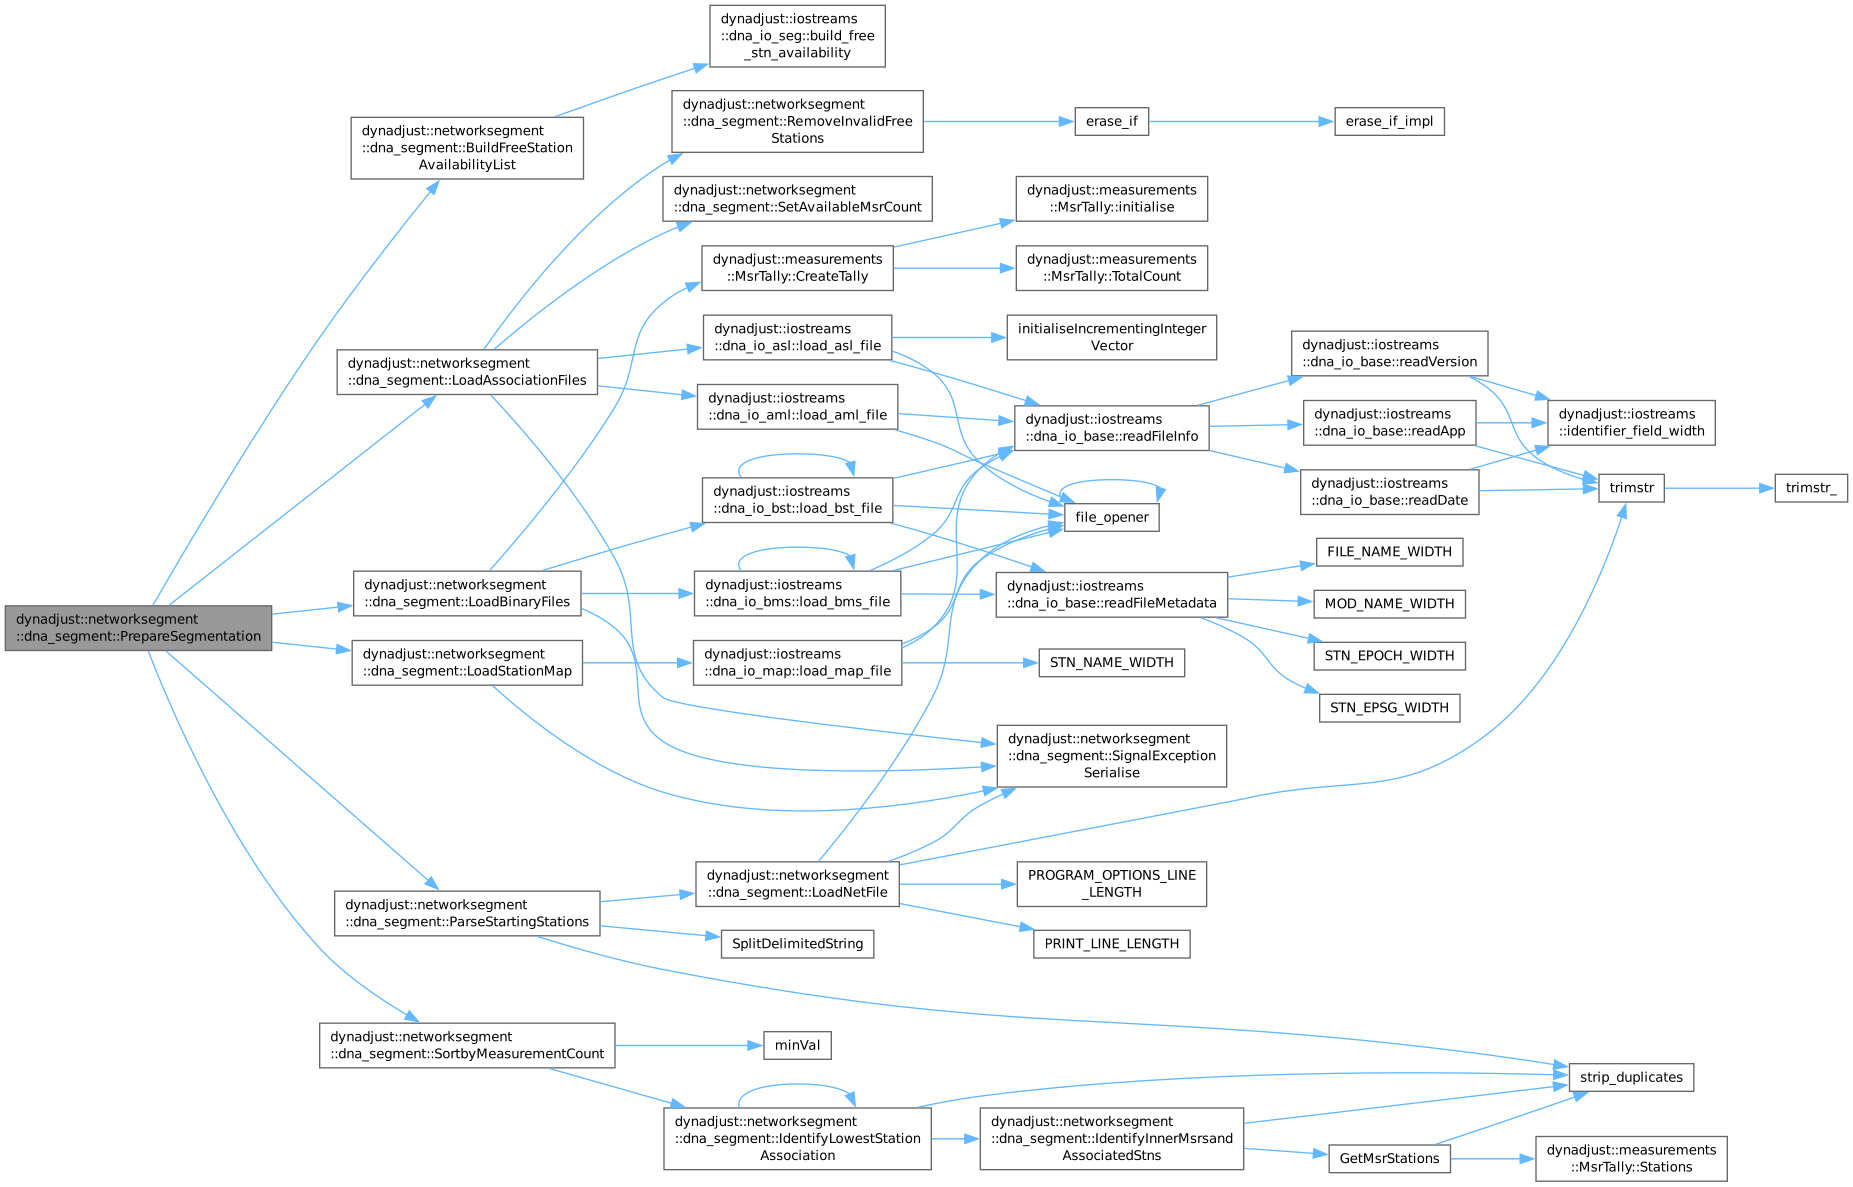 dynadjust::iostreams
::dna_io_seg::build_free
_stn_availability
dynadjust::networksegment
::dna_segment::RemoveInvalidFree
Stations
erase_if
erase_if_impl
dynadjust::networksegment
::dna_segment::BuildFreeStation
AvailabilityList
dynadjust::networksegment
::dna_segment::SetAvailableMsrCount
dynadjust::measurements
::MsrTally::initialise
dynadjust::measurements
::MsrTally::CreateTally
dynadjust::measurements
::MsrTally::TotalCount
dynadjust::iostreams
::dna_io_asl::load_asl_file
initialiseIncrementingInteger
Vector
dynadjust::iostreams
::dna_io_base::readVersion
dynadjust::networksegment
::dna_segment::LoadAssociationFiles
dynadjust::iostreams
::dna_io_aml::load_aml_file
dynadjust::iostreams
::dna_io_base::readFileInfo
dynadjust::iostreams
::dna_io_base::readApp
dynadjust::iostreams
::identifier_field_width
dynadjust::iostreams
::dna_io_bst::load_bst_file
dynadjust::iostreams
::dna_io_base::readDate
trimstr
trimstr_
file_opener
FILE_NAME_WIDTH
dynadjust::networksegment
::dna_segment::LoadBinaryFiles
dynadjust::iostreams
::dna_io_bms::load_bms_file
dynadjust::iostreams
::dna_io_base::readFileMetadata
MOD_NAME_WIDTH
dynadjust::networksegment
::dna_segment::PrepareSegmentation
dynadjust::networksegment
::dna_segment::LoadStationMap
dynadjust::iostreams
::dna_io_map::load_map_file
STN_NAME_WIDTH
STN_EPOCH_WIDTH
STN_EPSG_WIDTH
dynadjust::networksegment
::dna_segment::SignalException
Serialise
dynadjust::networksegment
::dna_segment::LoadNetFile
PROGRAM_OPTIONS_LINE
_LENGTH
dynadjust::networksegment
::dna_segment::ParseStartingStations
SplitDelimitedString
PRINT_LINE_LENGTH
dynadjust::networksegment
::dna_segment::SortbyMeasurementCount
minVal
strip_duplicates
dynadjust::networksegment
::dna_segment::IdentifyLowestStation
Association
dynadjust::networksegment
::dna_segment::IdentifyInnerMsrsand
AssociatedStns
GetMsrStations
dynadjust::measurements
::MsrTally::Stations